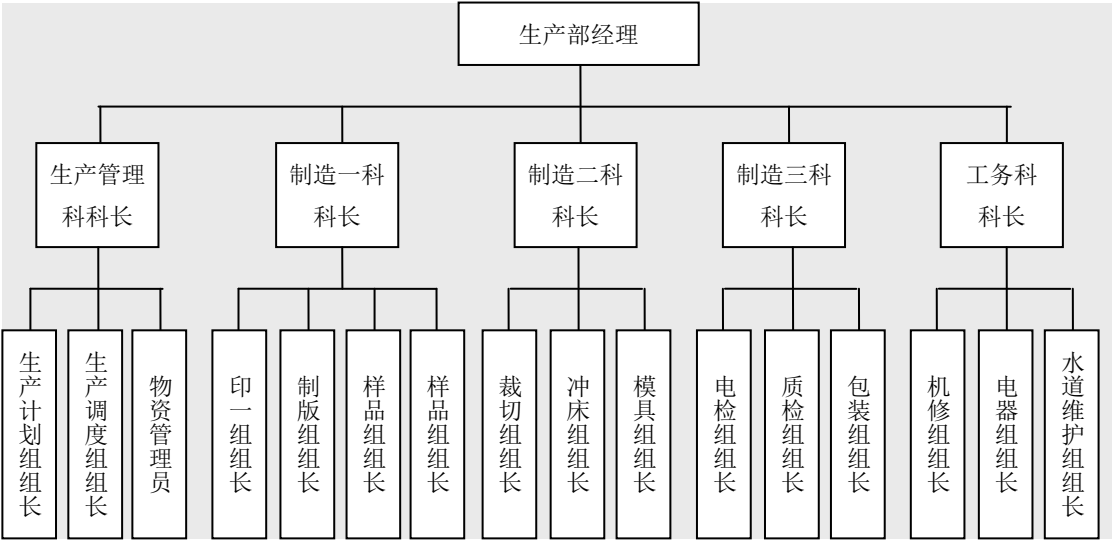 生产部经理
生产管理
科科长
制造一科
科长
制造二科
科长
制造三科
科长
工务科
科长
生产计划组组长
生产调度组组长
物资管理员
印一组组长
制版组组长
样品组组长
样品组组长
裁切组组长
冲床组组长
模具组组长
电检组组长
质检组组长
包装组组长
机修组组长
电器组组长
水道维护组组长